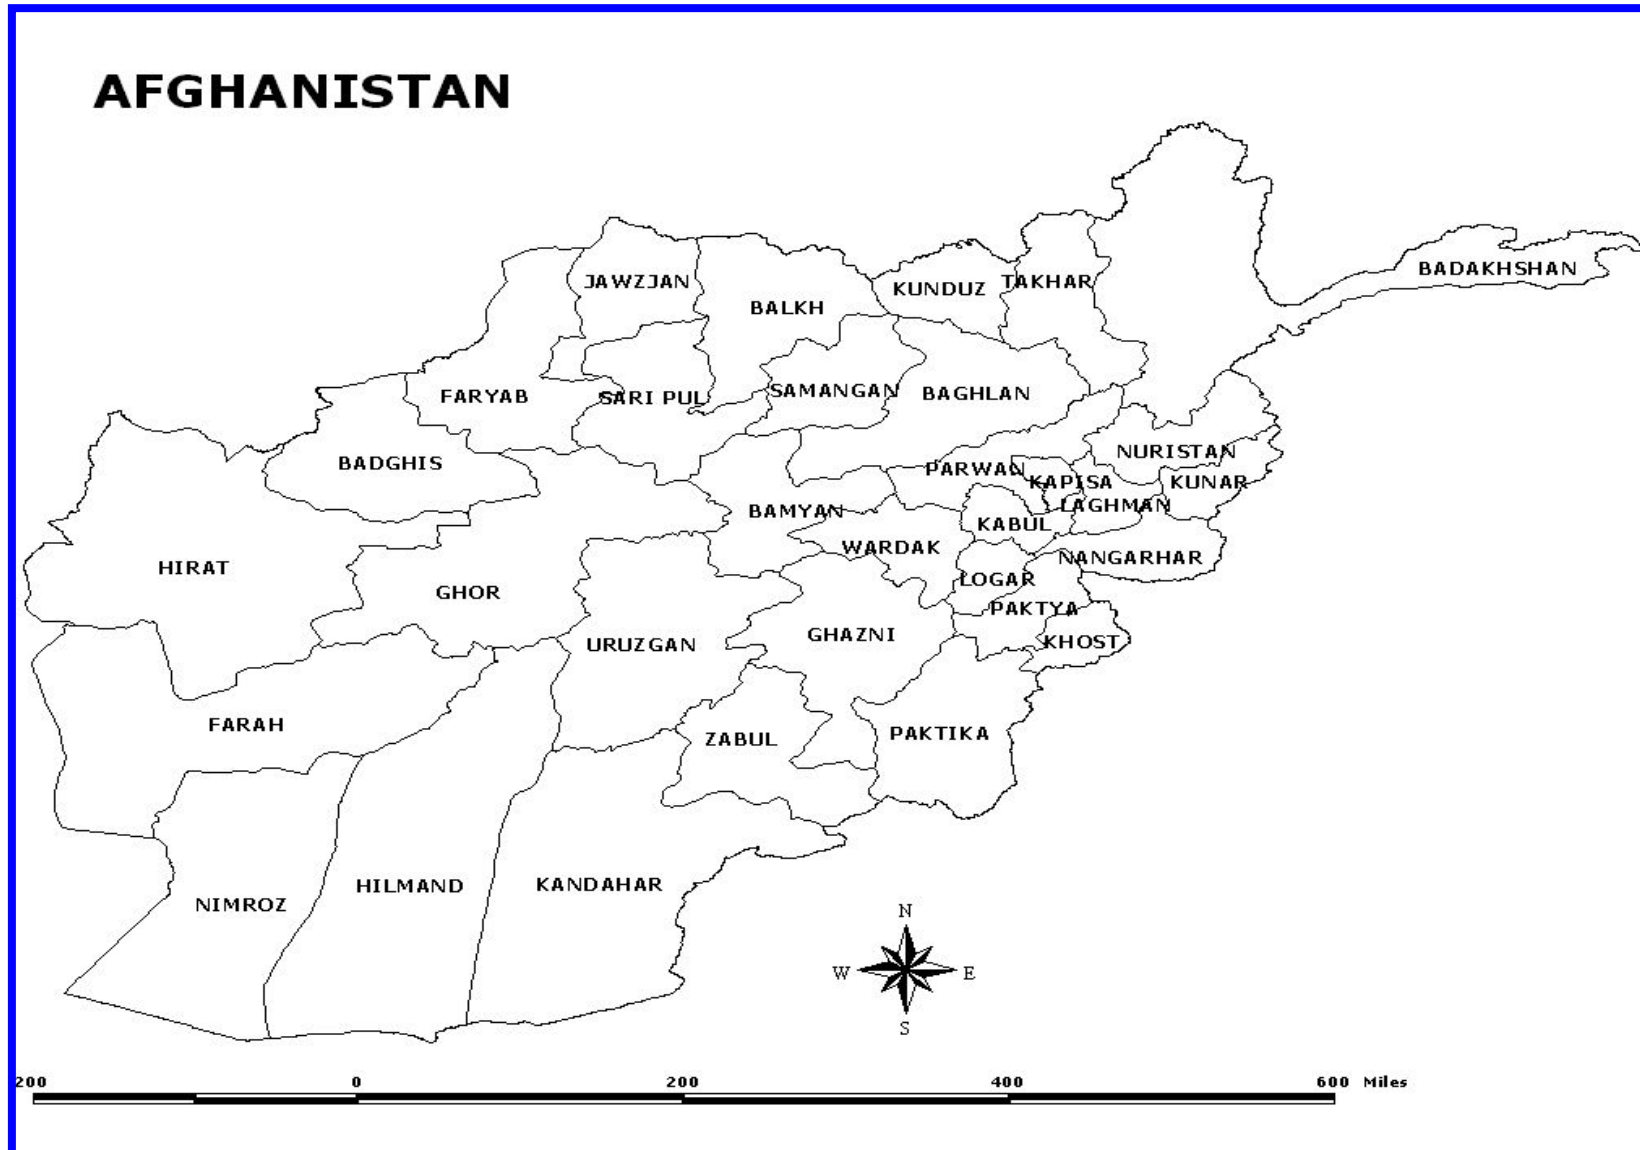 AFGHANISTAN
BADAKHSHAN
JAWZJAN
TAKHAR
KUNDUZ
BALKH
SAMANGAN
BAGHLAN
FARYAB
SARI PUL
NURISTAN
BADGHIS
PARWAN
KAPISA
KUNAR
LAGHMAN
BAMYAN
KABUL
WARDAK
NANGARHAR
HIRAT
LOGAR
GHOR
PAKTYA
GHAZNI
KHOST
URUZGAN
FARAH
PAKTIKA
ZABUL
HILMAND
KANDAHAR
NIMROZ
N
W E
S
200 0 200 400 600 Miles